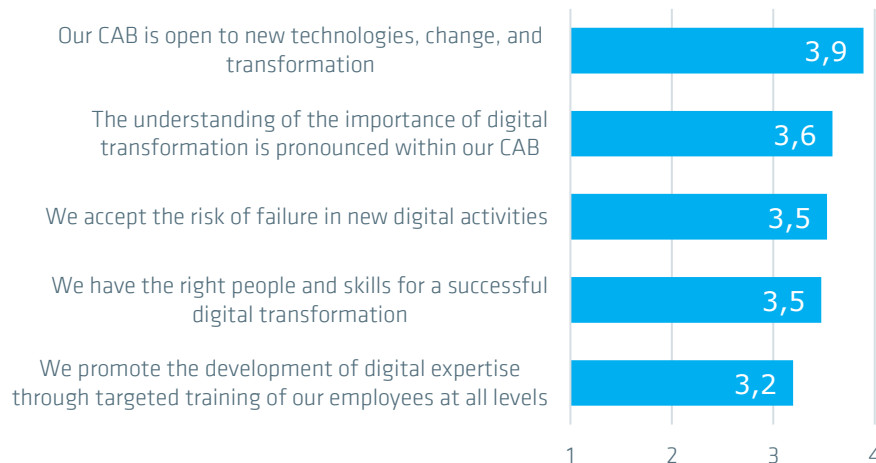 Our CAB is open to new technologies, change, and
transformation
3,9
The understanding of the importance of digital
transformation is pronounced within our CAB
3,6
We accept the risk of failure in new digital activities
3,5
We have the right people and skills for a successful
digital transformation
3,5
We promote the development of digital expertise
through targeted training of our employees at all levels
3,2
1 2 3 4